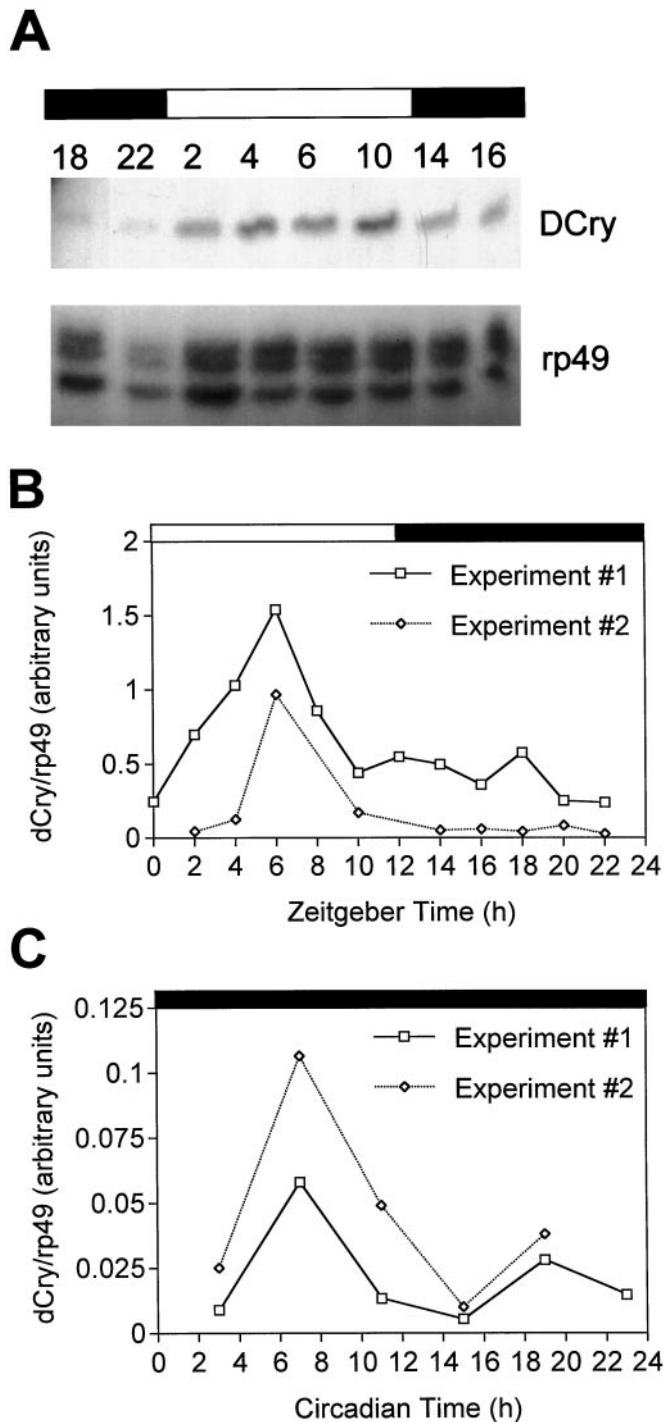 A
18 22 2 4 6 10 14 16
DCry
rp49
B
dCry/rp49 (arbitrary units)
2
1.5
1
0.5
0
Experiment #1
Experiment #2
0 2 4 6 8 10 12 14 16 18 20 22 24
Zeitgeber Time (h)
C
dCry/rp49 (arbitrary units)
0.125
0.1
0.075
0.05
0.025
0
Experiment #1
Experiment #2
0 2 4 6 8 10 12 14 16 18 20 22 24
Circadian Time (h)